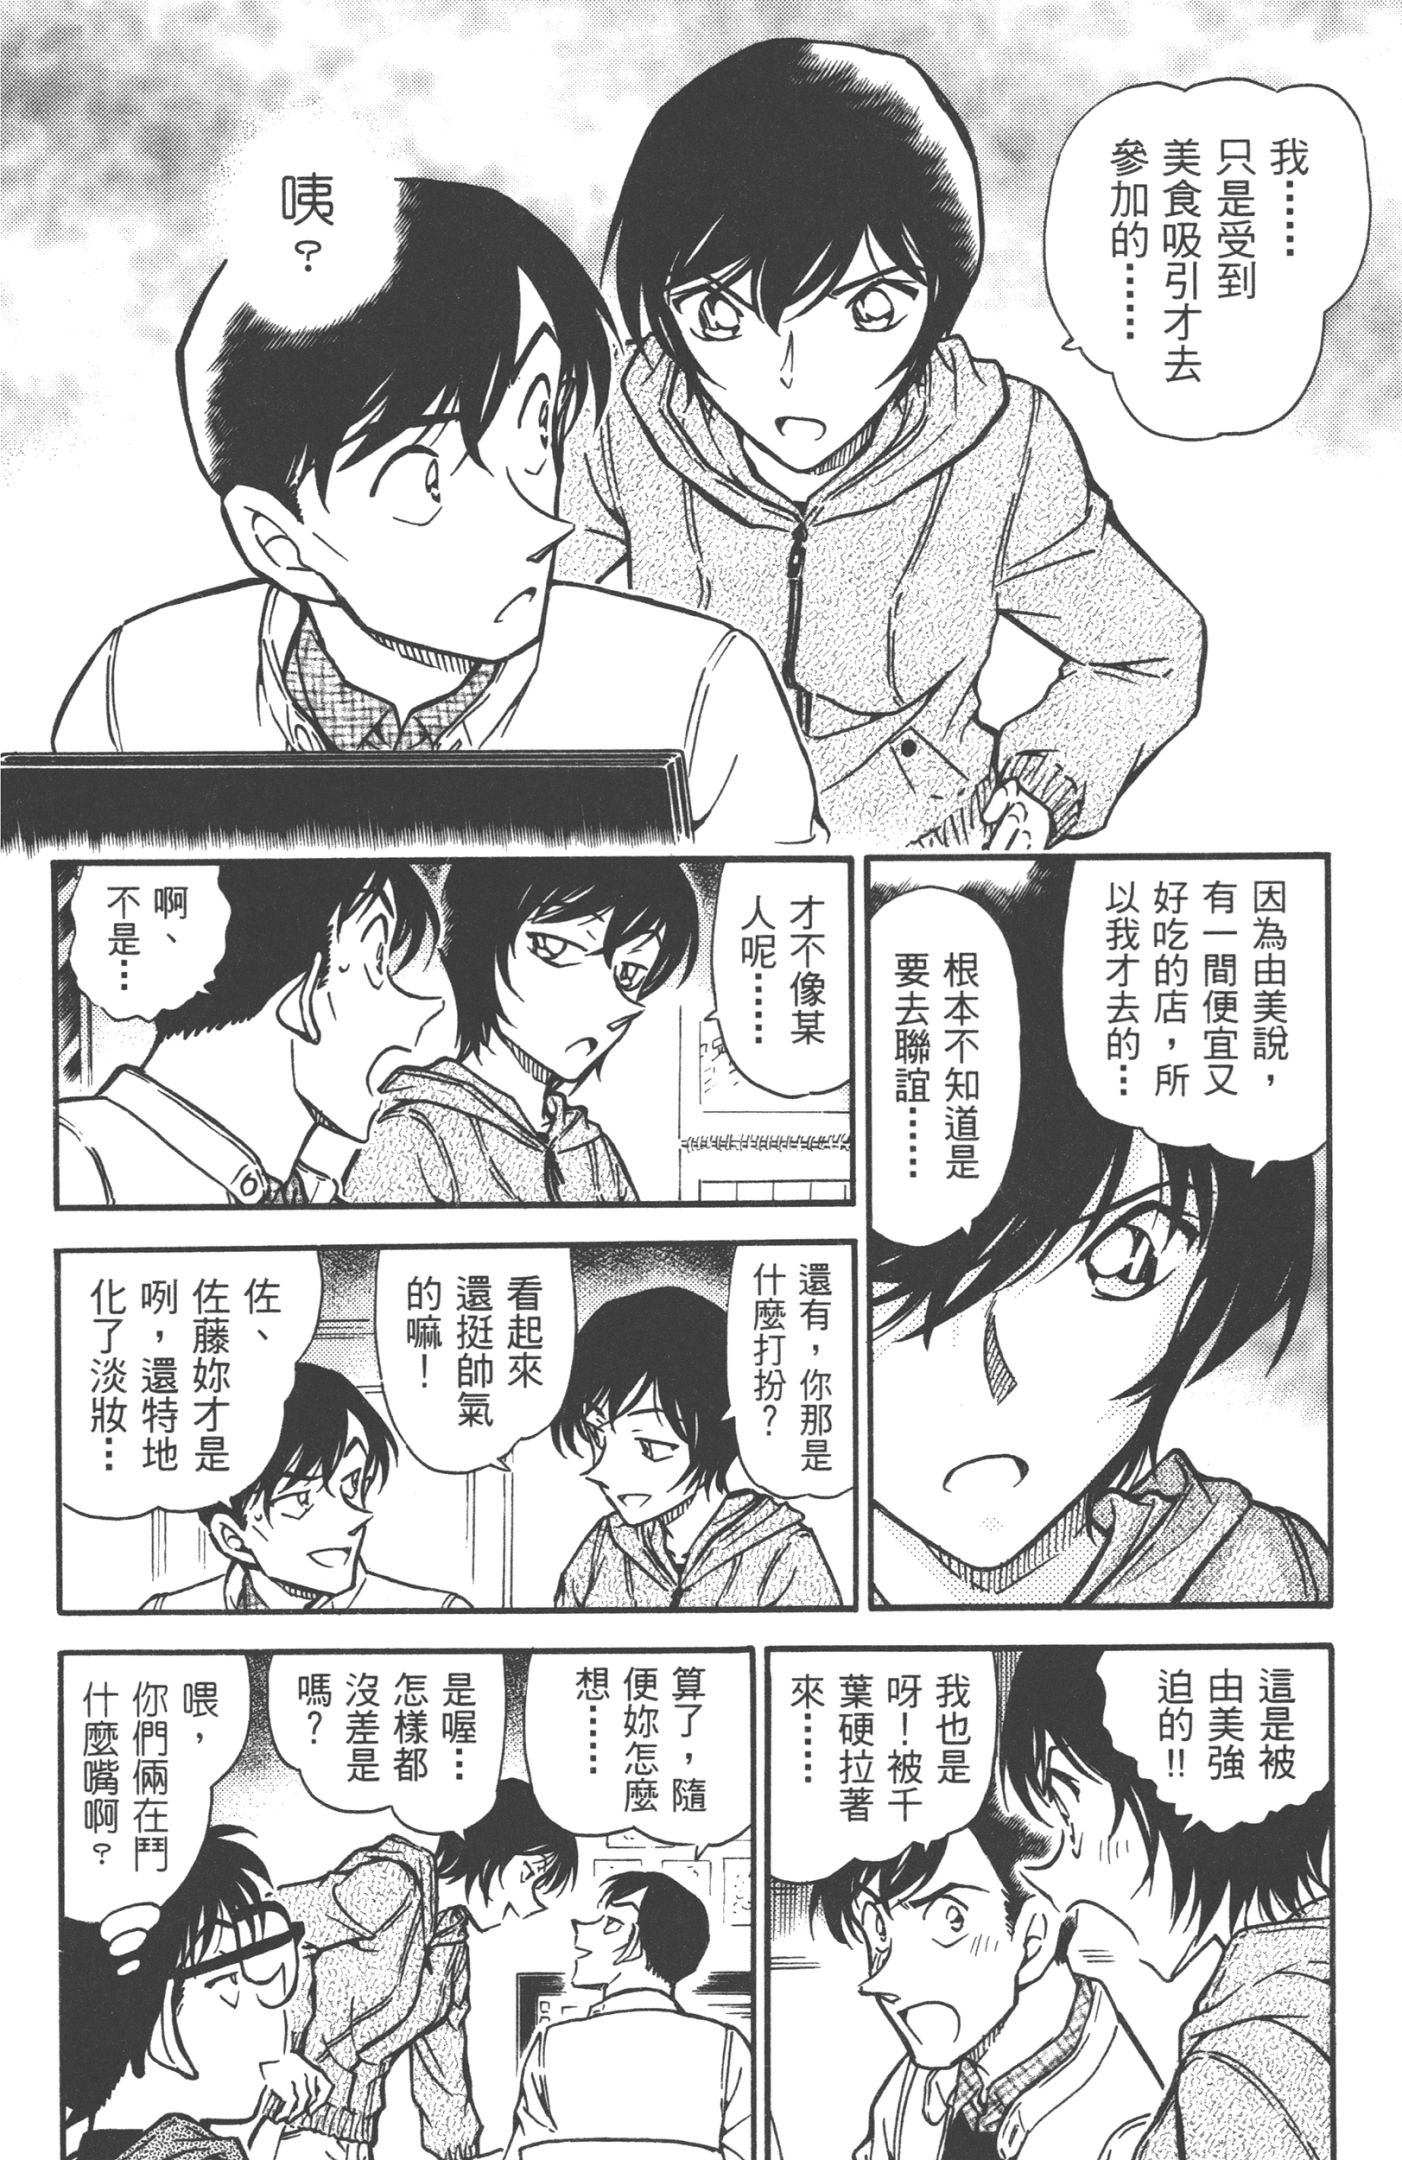 我……
只是受到
美食吸引才去
參加的……
咦？
因為由美說，
有一間便宜又
好吃的店，所
以我才去的…
根本不知道是
要去聯誼……
才不像某
人呢……
啊、
不是…
還有，你那是
什麼打扮？
看起來
還挺帥氣
的嘛！
佐、
佐藤妳才是
咧，還特地
化了淡妝…
這是被
由美強
迫的!!
我也是
呀！被千
葉硬拉著
來……
算了，隨
便妳怎麼
想……
是喔…
怎樣都
沒差是
嗎？
喂，
你們倆在鬥
什麼嘴啊？